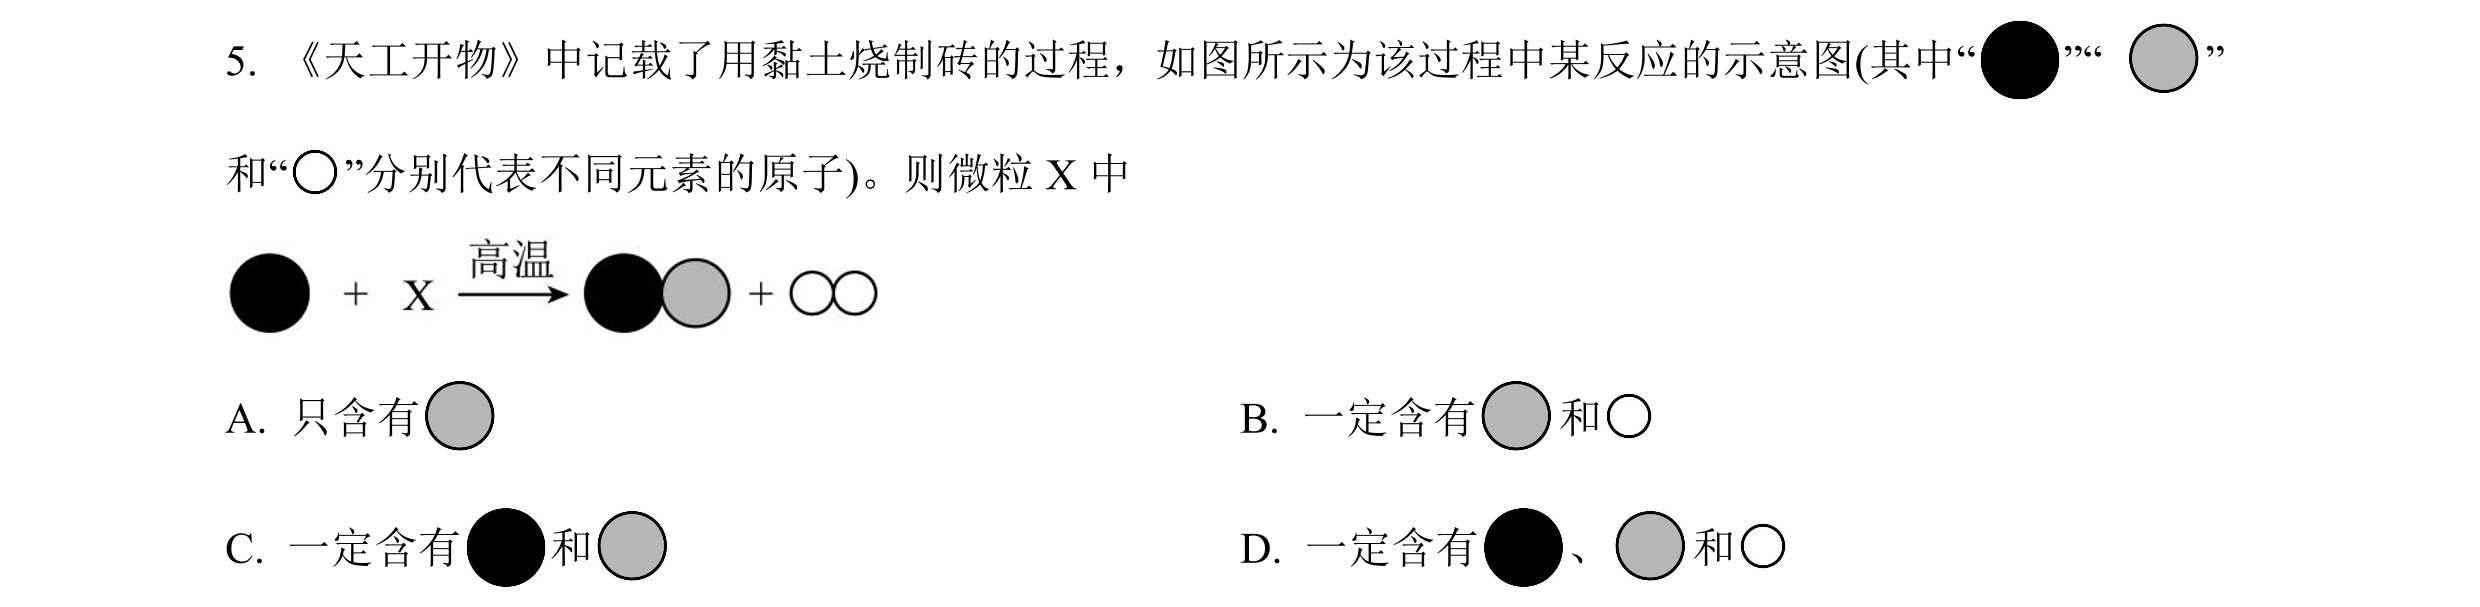 5. 《天工开物》中记载了用黏土烧制砖的过程，如图所示为该过程中某反应的示意图(其中“”“ ”
和“”分别代表不同元素的原子)。则微粒 X 中
高温
+ X +
A. 只含有
B. 一定含有 和
C. 一定含有 和
D. 一定含有 、 和